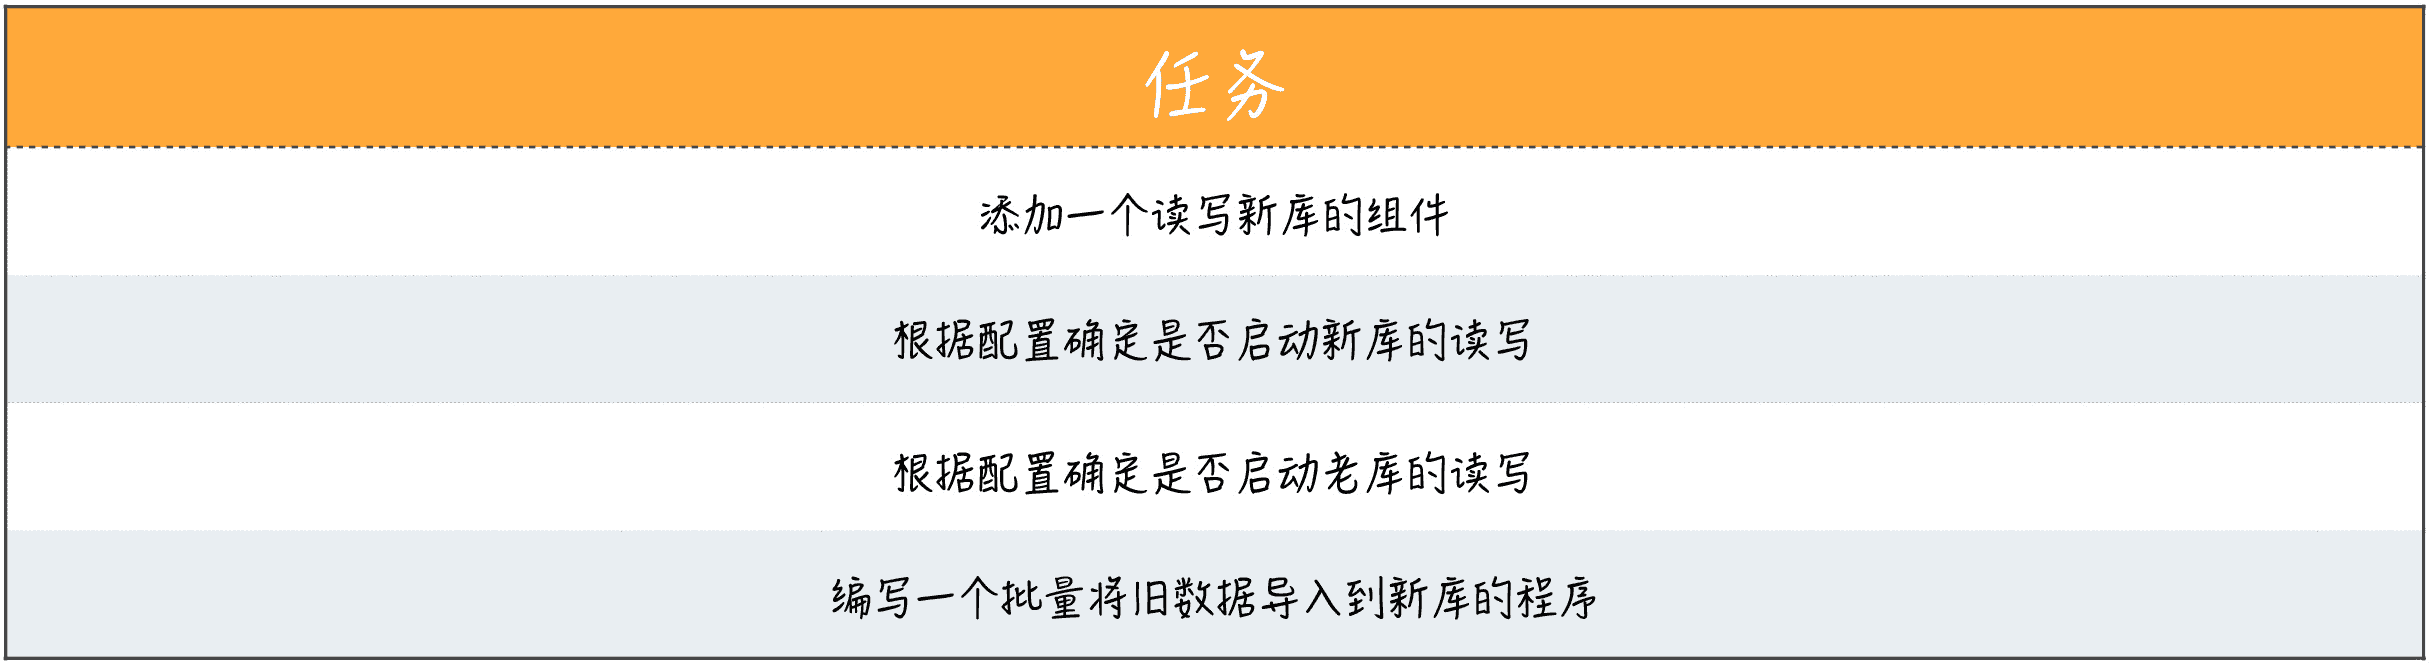 任务
添加一个读写新库的组件
根据配置确定是否启动新库的读写
根据配置确定是否启动老库的读写
编写一个批量将旧数据导入到新库的程序